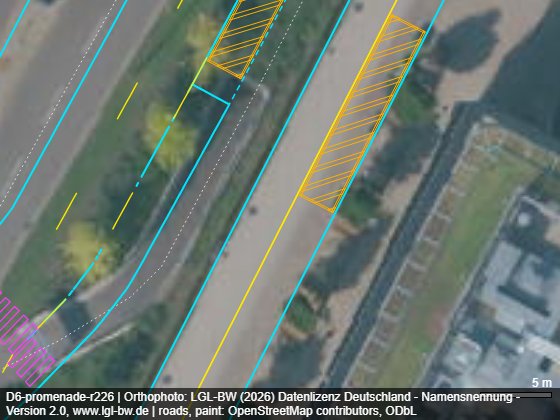 5 m
D6-promenade-r226 | Orthophoto: LGL-BW (2026) Datenlizenz Deutschland - Namensnennung -
Version 2.0, www.lgl-bw.de | roads, paint: OpenStreetMap contributors, ODbL